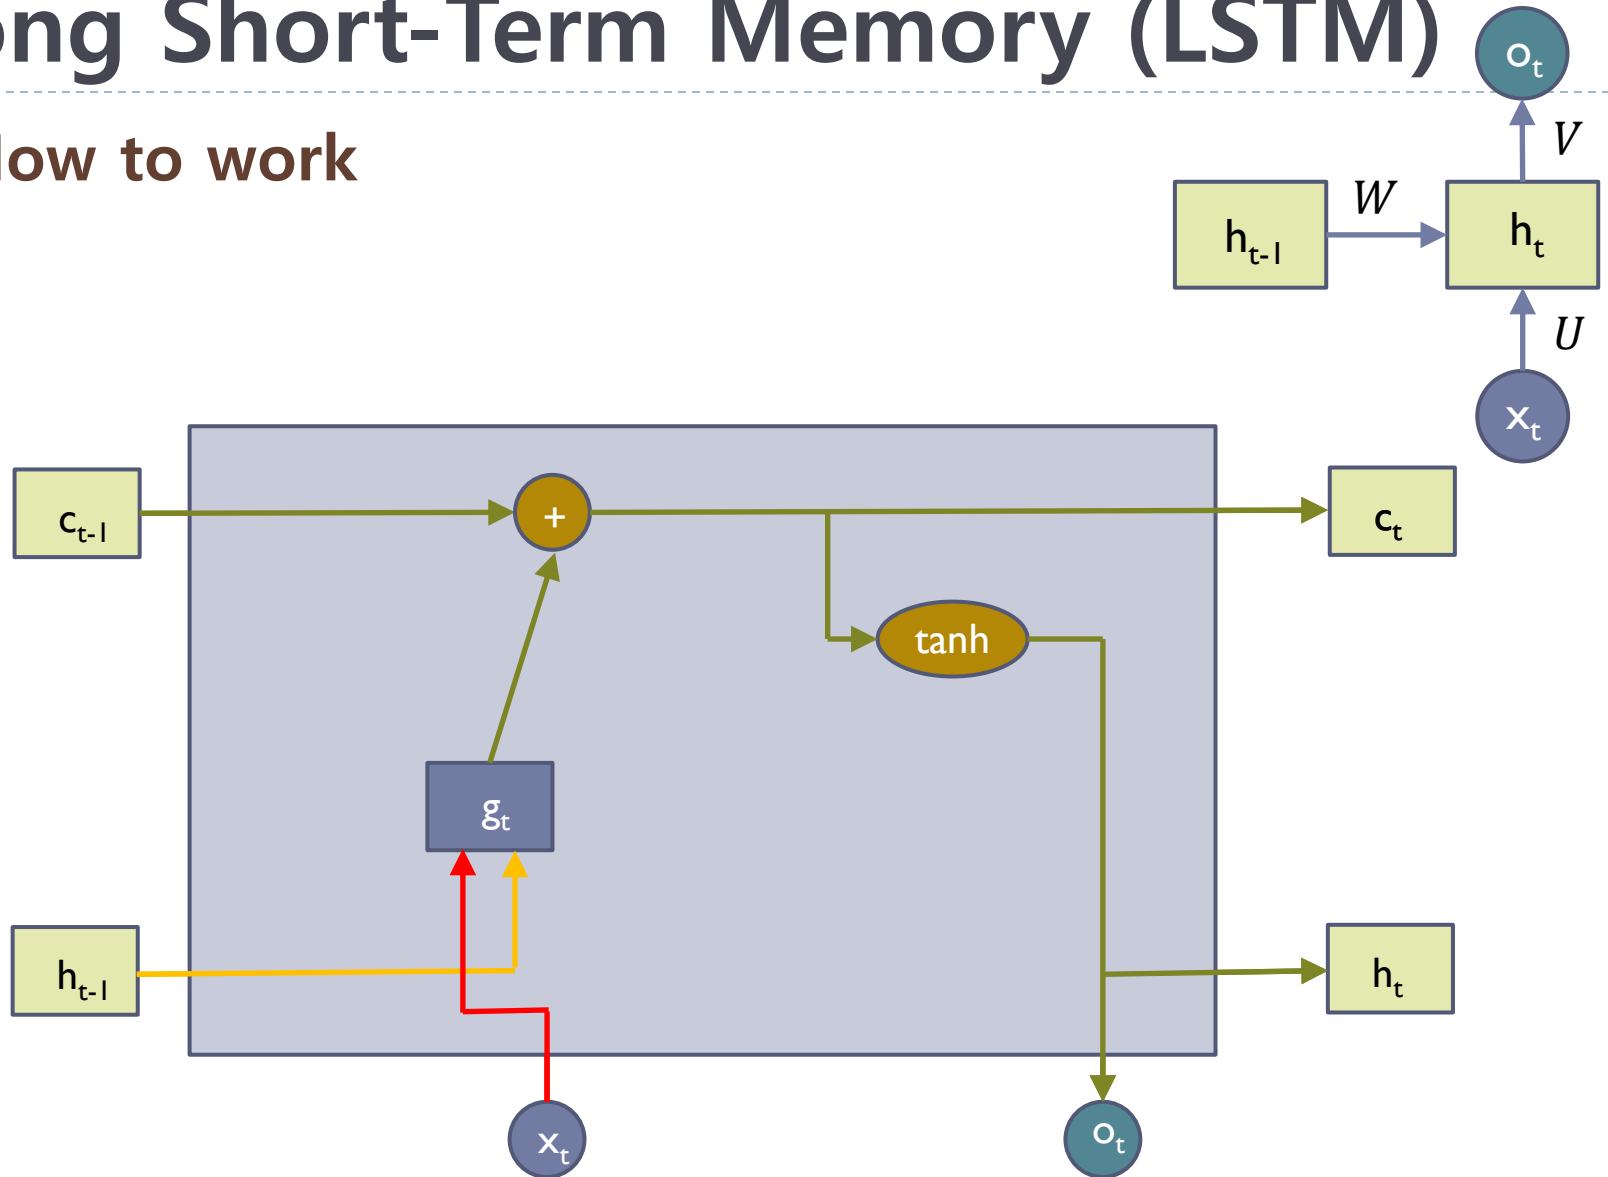 ong Short-Term Memory (LSTM)
oₜ
How to work
V
W
hₜ₋₁
hₜ
U
xₜ
cₜ₋₁
+
cₜ
tanh
gₜ
hₜ₋₁
hₜ
xₜ
oₜ